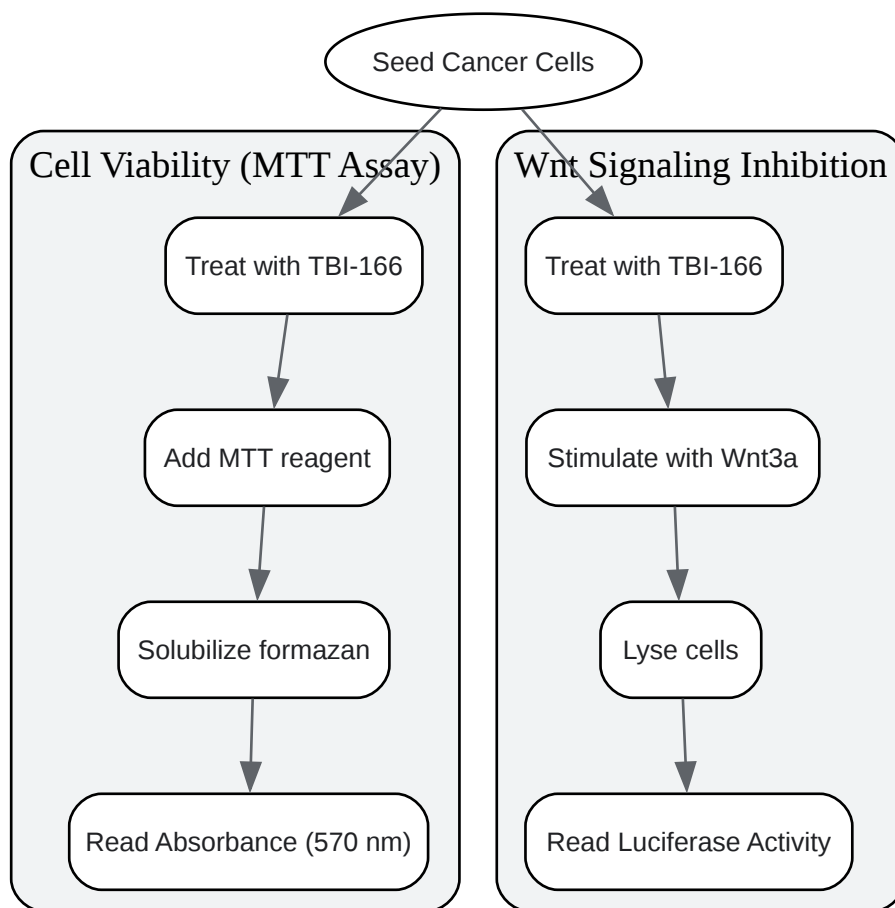 Seed Cancer Cells
Cell Viability (MTT Assay)
Treat with TBI-166
Add MTT reagent
Solubilize formazan
Read Absorbance (570 nm)
Wnt Signaling Inhibition
Treat with TBI-166
Stimulate with Wnt3a
Lyse cells
Read Luciferase Activity